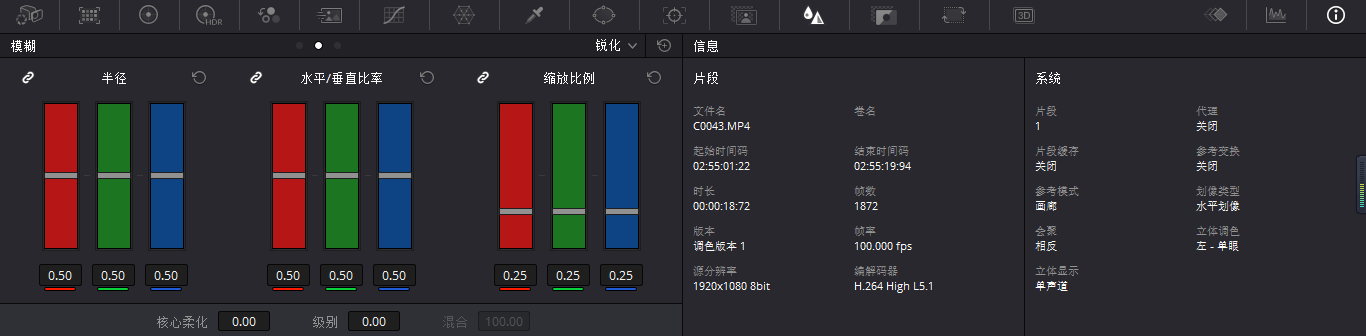 HDR
3D
模糊
锐化
信息
半径
水平/垂直比率
缩放比例
0.50 0.50 0.50
0.50 0.50 0.50
0.25 0.25 0.25
核心柔化 0.00 级别 0.00 混合 100.00
片段
文件名 卷名
C0043.MP4
起始时间码 结束时间码
02:55:01:22 02:55:19:94
时长 帧数
00:00:18:72 1872
版本 帧率
调色版本 1 100.000 fps
源分辨率 编解码器
1920x1080 8bit H.264 High L5.1
系统
片段 代理
1 关闭
片段缓存 参考变换
关闭 关闭
参考模式 划像类型
画廊 水平划像
会聚 立体调色
相反 左 - 单眼
立体显示
单声道